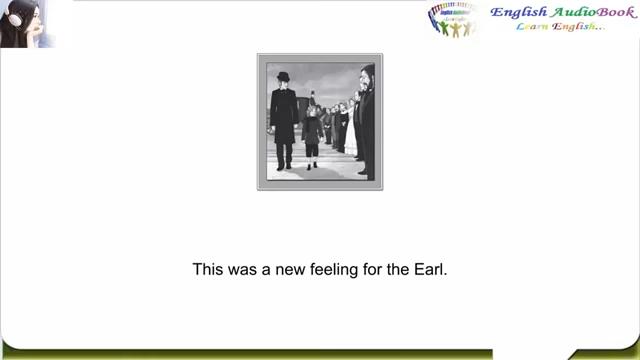 English AudioBook
Learn English...
This was a new feeling for the Earl.